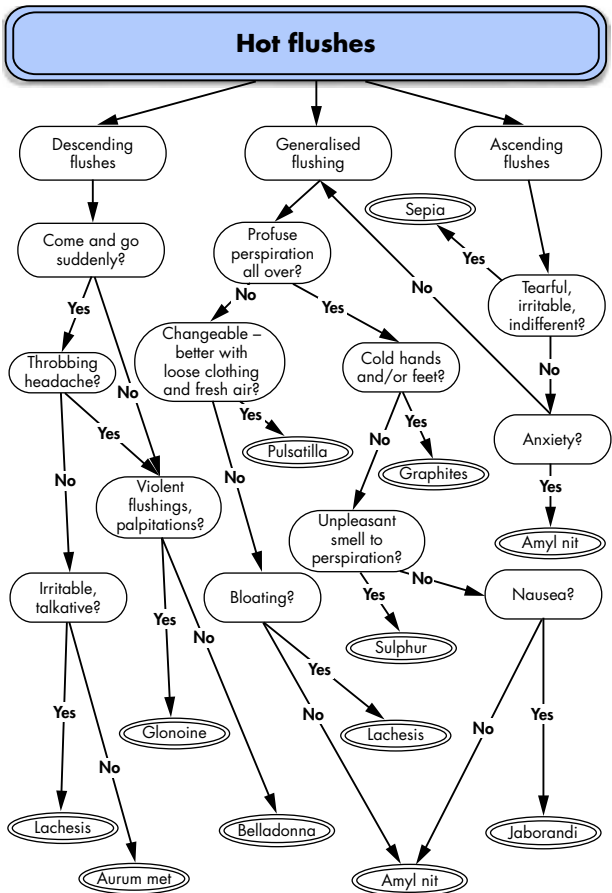 Hot flushes
Descending
flushes
Generalised
flushing
Ascending
flushes
Sepia
Come and go
suddenly?
Profuse
perspiration
all over?
Yes
Tearful,
irritable,
indifferent?
No
Yes
No
Yes
Changeable –
better with
loose clothing
and fresh air?
Throbbing
headache?
Cold hands
and/or feet?
No
No
Yes
Yes
Yes
No
Anxiety?
Pulsatilla
Graphites
No
No
Yes
Violent
flushings,
palpitations?
Unpleasant
smell to
perspiration?
Amyl nit
Irritable,
talkative?
Bloating?
No
Yes
Nausea?
Yes
No
Sulphur
Yes
Yes
No
No
Yes
Glonoine
Lachesis
No
Lachesis
Belladonna
Jaborandi
Aurum met
Amyl nit